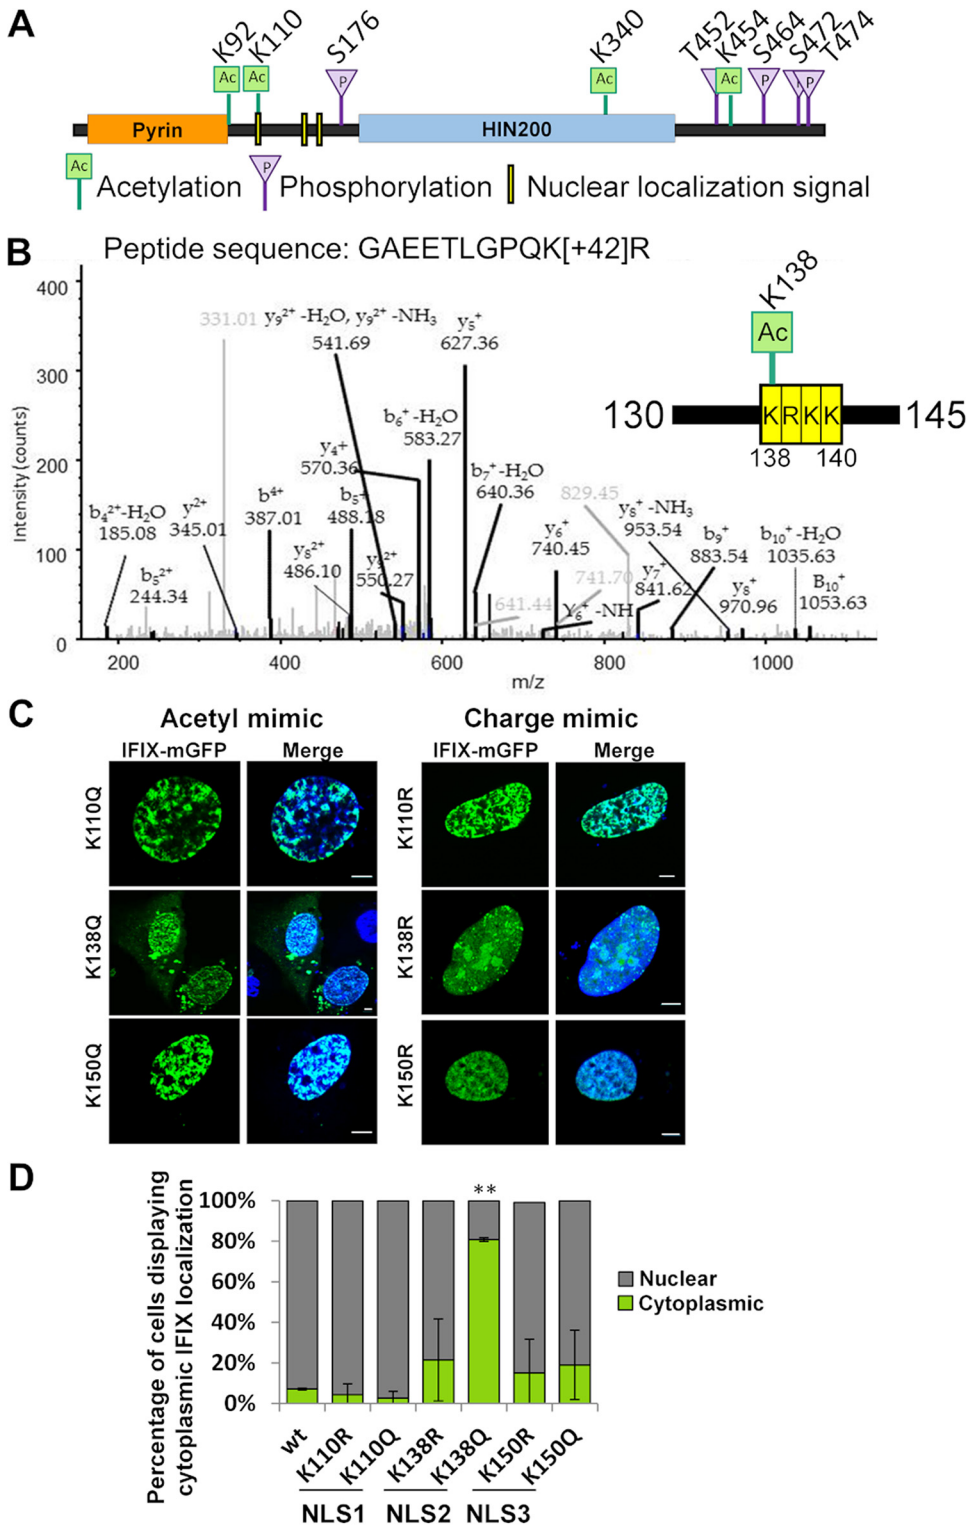 A
K92
K110
S176
K340
T452
K454
S464
S472
T474
Ac
Ac
P
Ac
Ac
P
P
Pyrin
HIN200
Ac
Acetylation
P
Phosphorylation
Nuclear localization signal
B
Peptide sequence: GAEETLGPQK[+42]R
Intensity (counts)
400
300
200
100
0
200
400
600
800
1000
m/z
331.01
y₉²⁺ -H₂O, y₉²⁺ -NH₃
541.69
y₅⁺
627.36
b₆⁺ -H₂O
583.27
y₄⁺
570.36
b₇⁺ -H₂O
640.36
829.45
b₄²⁺-H₂O
185.08
y²⁺
345.01
b⁴⁺
387.01
b₅⁺
488.18
y₈⁺ -NH₃
953.54
y₆⁺
740.45
b₉⁺
883.54
b₁₀⁺ -H₂O
1035.63
b₅²⁺
244.34
y₈²⁺
486.10
550.27
641.44
741.70
Y₆⁺ -NH
y₇⁺
841.62
y₈⁺
970.96
B₁₀⁺
1053.63
K138
Ac
130
K R K K
145
138
140
C
Acetyl mimic
Charge mimic
IFIX-mGFP
Merge
IFIX-mGFP
Merge
K110Q
K110R
K138Q
K138R
K150Q
K150R
D
Percentage of cells displaying
cytoplasmic IFIX localization
100%
80%
60%
40%
20%
0%
**
Nuclear
Cytoplasmic
wt
K110R
K110Q
K138R
K138Q
K150R
K150Q
NLS1
NLS2
NLS3